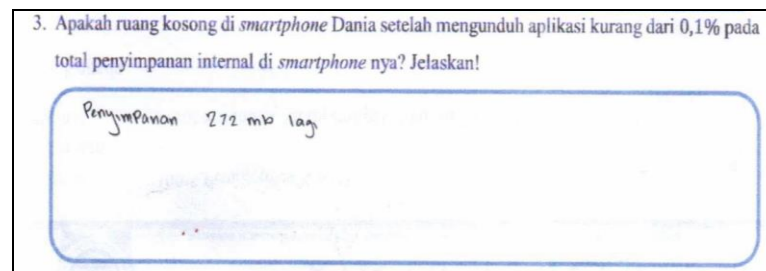 3. Apakah ruang kosong di smartphone Dania setelah mengunduh aplikasi kurang dari 0,1% pada
total penyimpanan internal di smartphone nya? Jelaskan!
Penyimpanan 272 mb lagi